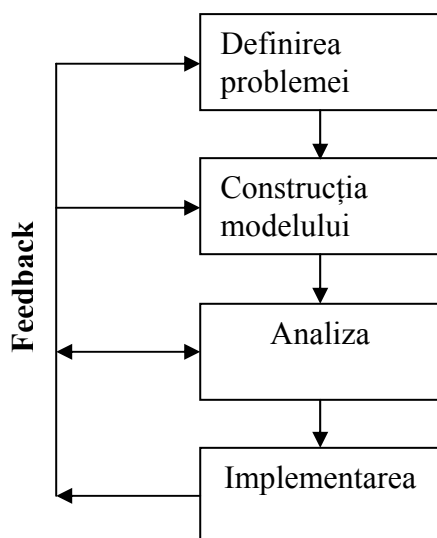 Definirea
problemei
Construcția
modelului
Feedback
Analiza
Implementarea